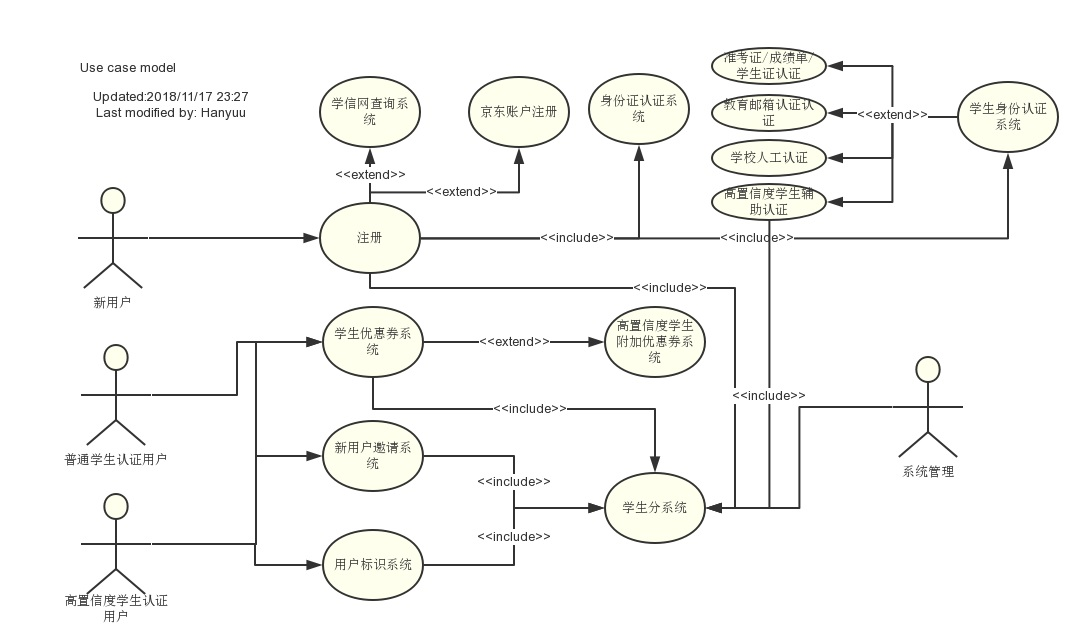 Use case model
Updated:2018/11/17 23:27
Last modified by: Hanyuu
学信网查询系
统
京东账户注册
身份证认证系
统
准考证/成绩单/
学生证认证
教育邮箱认证认
证
学校人工认证
高置信度学生辅
助认证
<<extend>>
学生身份认证
系统
<<extend>>
<<extend>>
新用户
注册
<<include>>
<<include>>
<<include>>
学生优惠券系
统
<<extend>>
高置信度学生
附加优惠券系
统
普通学生认证用户
<<include>>
<<include>>
新用户邀请系
统
<<include>>
系统管理
学生分系统
<<include>>
用户标识系统
高置信度学生认证
用户